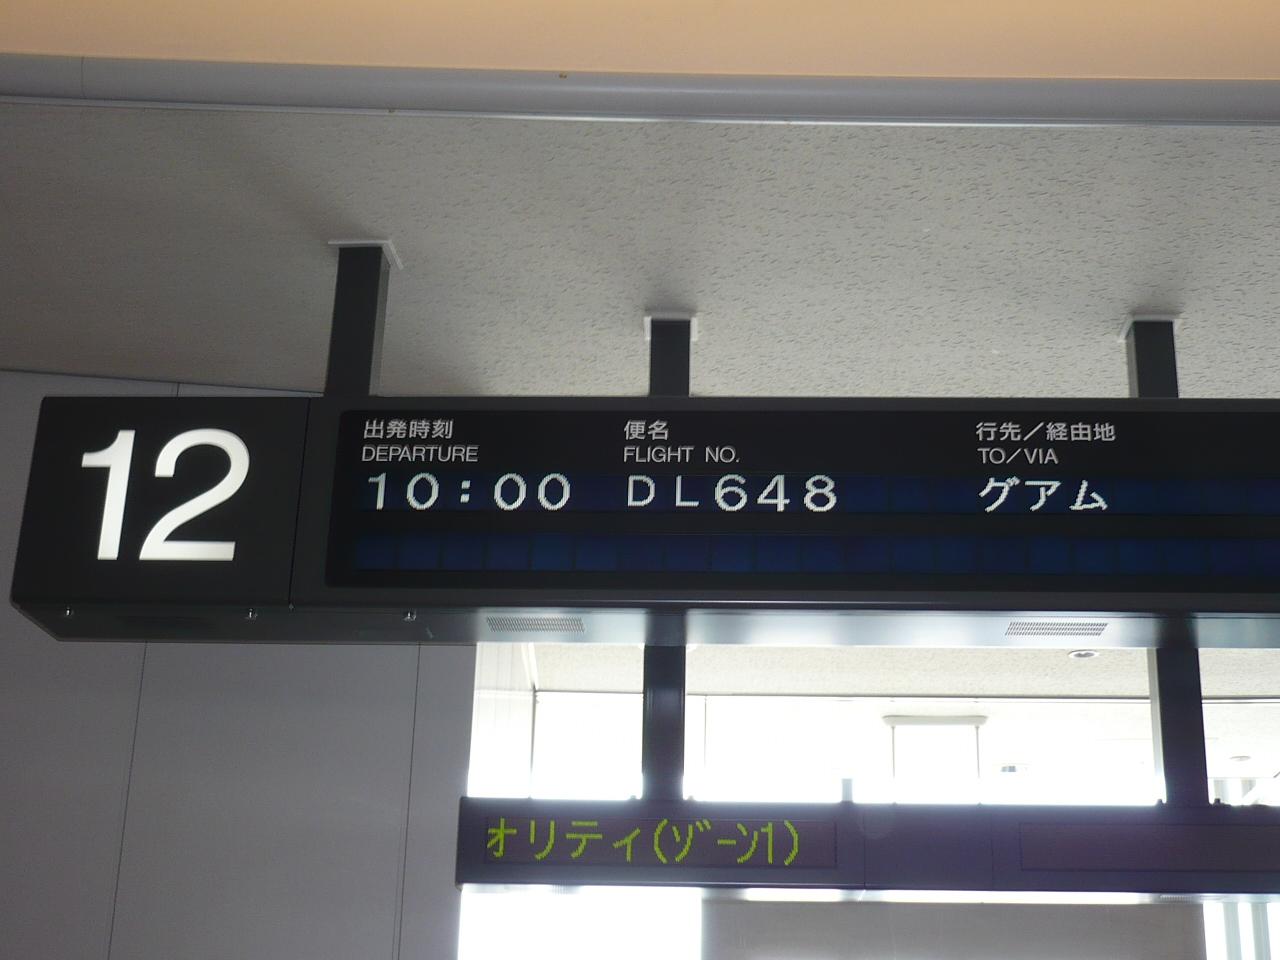 12
出発時刻 便名 行先／経由地
DEPARTURE FLIGHT NO. TO／VIA
10:00 DL648 グアム
オリティ(ゾーン1)